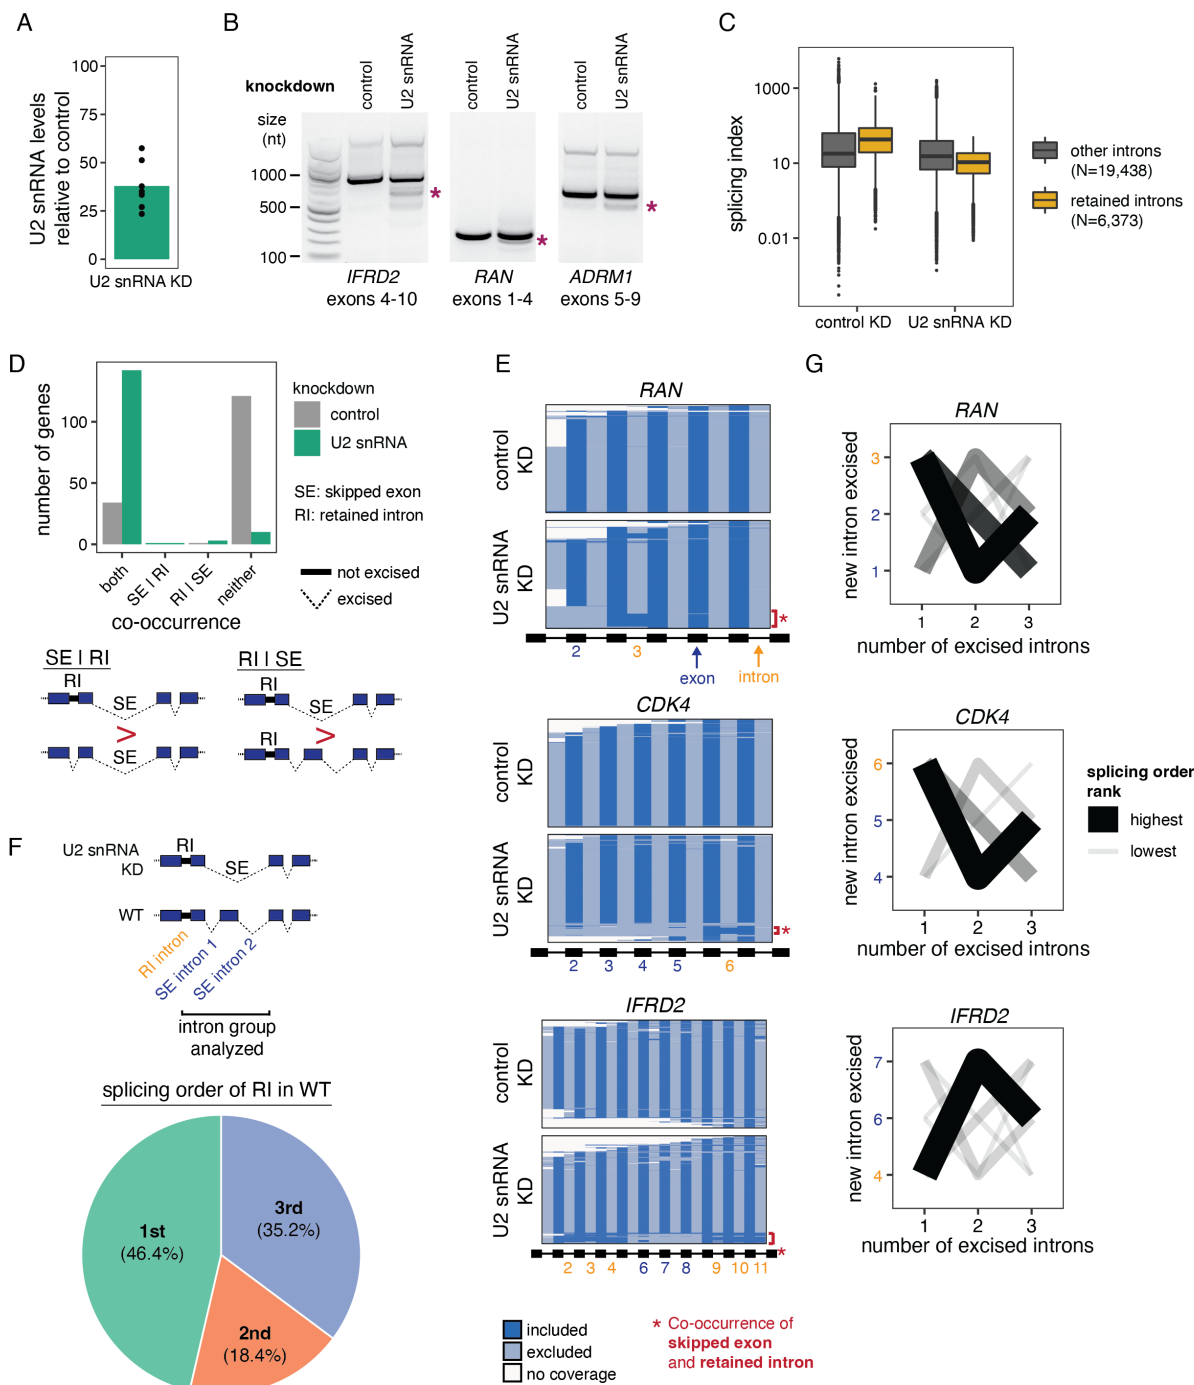 A
U2 snRNA levels
relative to control
100
75
50
25
0
U2 snRNA KD
B
knockdown
control
U2 snRNA
control
U2 snRNA
control
U2 snRNA
size
(nt)
1000
500
100
*
*
*
IFRD2
exons 4-10
RAN
exons 1-4
ADRM1
exons 5-9
C
splicing index
1000
10
0.01
control KD
U2 snRNA KD
other introns
(N=19,438)
retained introns
(N=6,373)
D
number of genes
100
50
0
both
SE | RI
RI | SE
neither
co-occurrence
knockdown
control
U2 snRNA
SE: skipped exon
RI: retained intron
not excised
excised
SE | RI
RI
SE
>
SE
RI | SE
RI
SE
>
RI
E
RAN
control
KD
U2 snRNA
KD
*
2
3
exon
intron
CDK4
control
KD
U2 snRNA
KD
*
2
3
4
5
6
IFRD2
control
KD
U2 snRNA
KD
*
2
3
4
6
7
8
9
10
11
included
excluded
no coverage
* Co-occurrence of
skipped exon
and retained intron
F
U2 snRNA
KD
RI
SE
WT
RI intron
SE intron 1
SE intron 2
intron group
analyzed
splicing order of RI in WT
1st
(46.4%)
3rd
(35.2%)
2nd
(18.4%)
G
RAN
new intron excised
3
2
1
1
2
3
number of excised introns
CDK4
new intron excised
6
5
4
1
2
3
number of excised introns
splicing order
rank
highest
lowest
IFRD2
new intron excised
7
6
4
1
2
3
number of excised introns